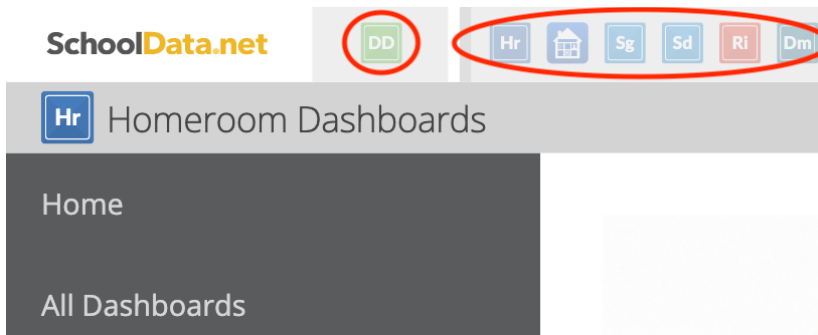 SchoolData.net DD Hr Sg Sd Ri Dm
Hr Homeroom Dashboards
Home
All Dashboards